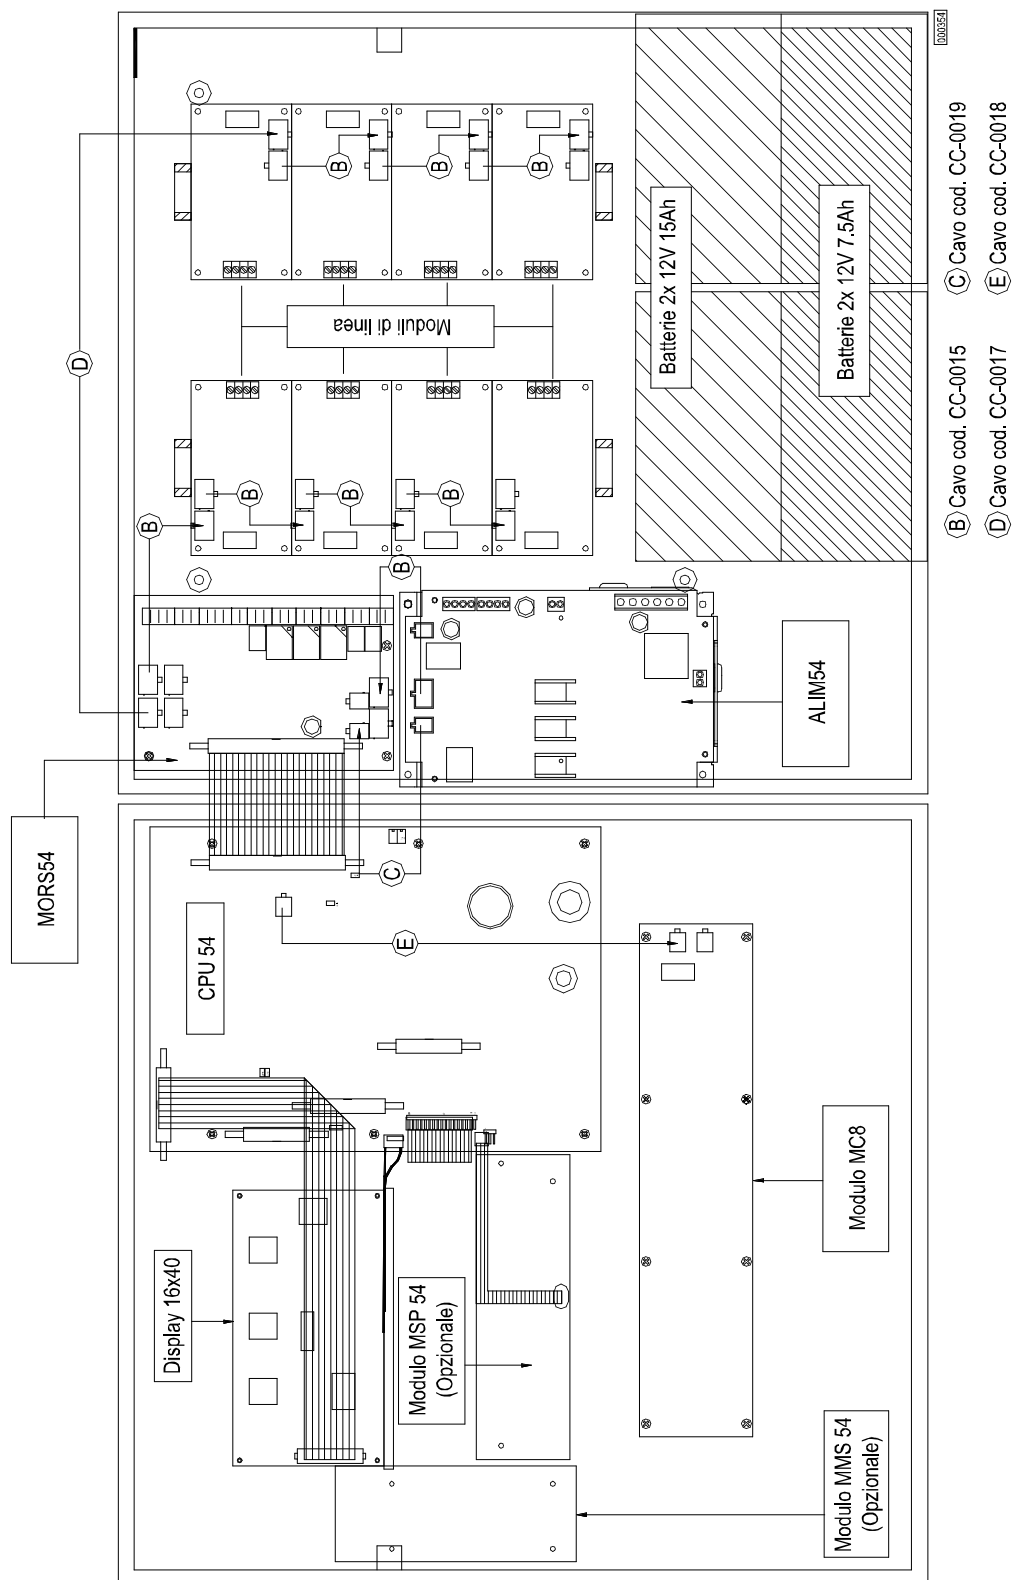 000354
D
B
B
B
B
Moduli di linea
B
B
B
B
B
Batterie 2x 12V 15Ah
Batterie 2x 12V 7.5Ah
ALIM54
MORS54
C
CPU 54
E
Display 16x40
Modulo MSP 54
(Opzionale)
Modulo MC8
Modulo MMS 54
(Opzionale)
B Cavo cod. CC-0015
C Cavo cod. CC-0019
D Cavo cod. CC-0017
E Cavo cod. CC-0018